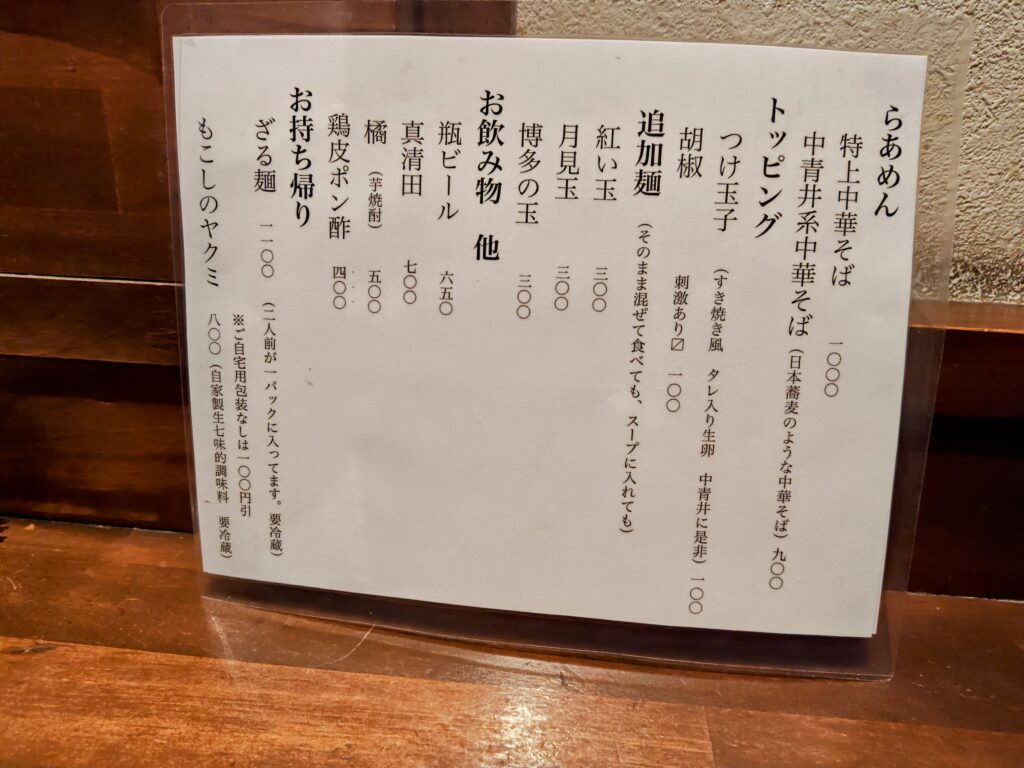 らあめん
特上中華そば 一〇〇〇
中青井系中華そば（日本蕎麦のような中華そば）九〇〇
トッピング
つけ玉子（すき焼き風 タレ入り生卵 中青井に是非）一〇〇
胡椒 刺激あり〼 一〇〇
追加麺（そのまま混ぜて食べても、スープに入れても）
紅い玉 三〇〇
月見玉 三〇〇
博多の玉 三〇〇
お飲み物 他
瓶ビール 六五〇
真清田 七〇〇
橘（芋焼酎）五〇〇
鶏皮ポン酢 四〇〇
お持ち帰り
ざる麺 一一〇〇（二人前が一パックに入ってます。要冷蔵）
※ご自宅用包装なしは一〇〇円引
もこしのヤクミ 八〇〇（自家製生七味的調味料 要冷蔵）